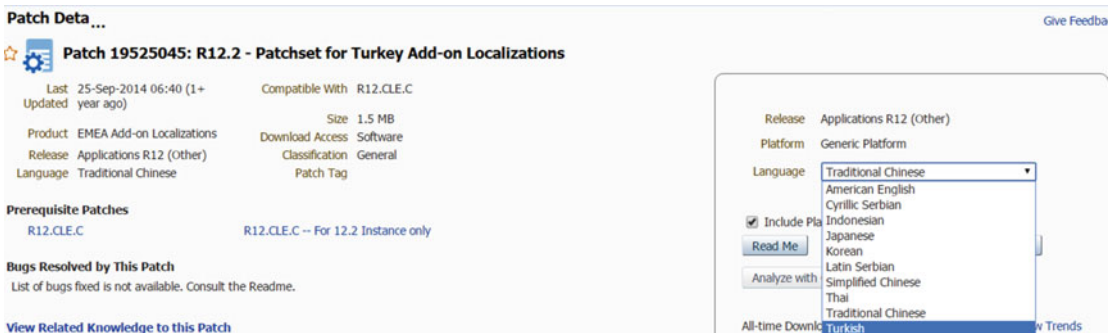 Patch Deta...
Give Feedba
Patch 19525045: R12.2 - Patchset for Turkey Add-on Localizations
Last Updated 25-Sep-2014 06:40 (1+ year ago)
Product EMEA Add-on Localizations
Release Applications R12 (Other)
Language Traditional Chinese
Compatible With R12.CLE.C
Size 1.5 MB
Download Access Software
Classification General
Patch Tag
Prerequisite Patches
R12.CLE.C R12.CLE.C -- For 12.2 Instance only
Bugs Resolved by This Patch
List of bugs fixed is not available. Consult the Readme.
View Related Knowledge to this Patch
Release Applications R12 (Other)
Platform Generic Platform
Language Traditional Chinese
American English
Cyrillic Serbian
Indonesian
Japanese
Korean
Latin Serbian
Simplified Chinese
Thai
Traditional Chinese
Turkish
Include Pla
Read Me
Analyze with
All-time Downlo
w Trends